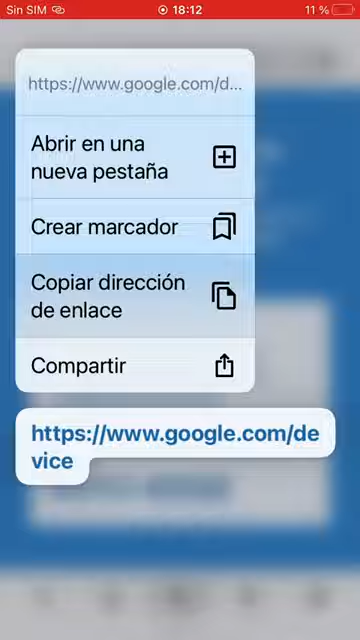 Sin SIM 18:12 11 %
https://www.google.com/d...
Abrir en una
nueva pestaña
Crear marcador
Copiar dirección
de enlace
Compartir
https://www.google.com/de
vice